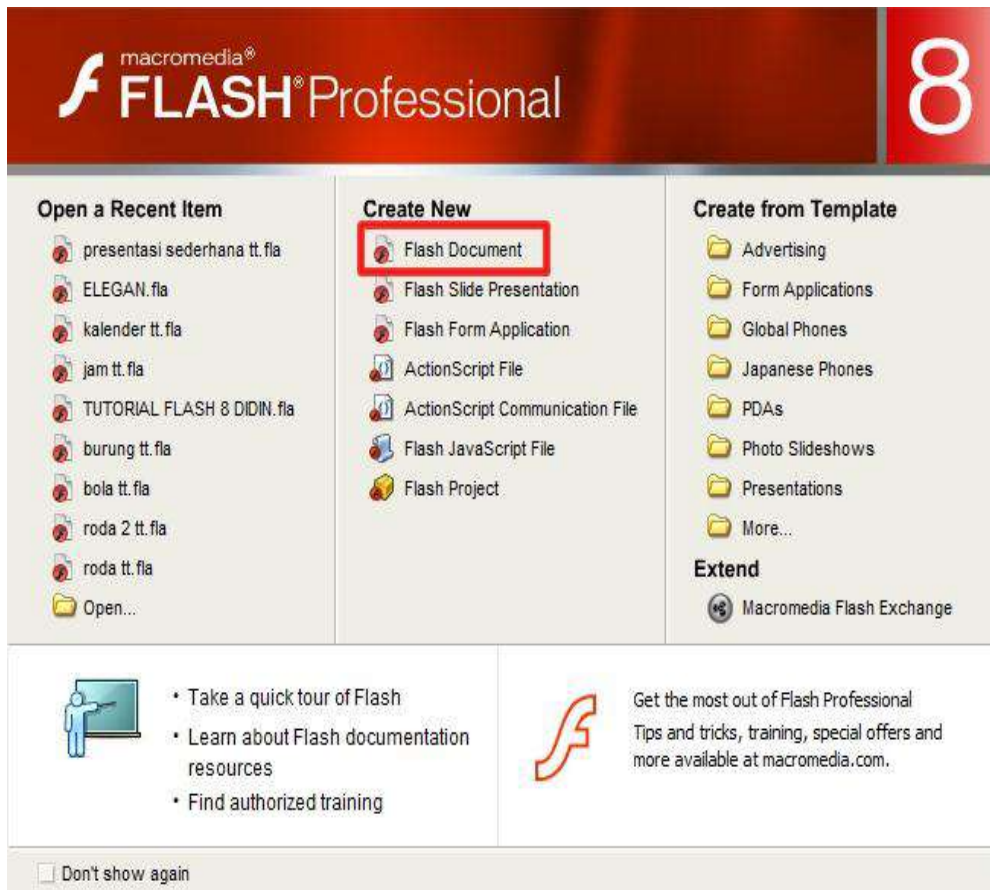 macromedia®
FLASH® Professional
8
Open a Recent Item
presentasi sederhana tt.fla
ELEGAN.fla
kalender tt.fla
jam tt.fla
TUTORIAL FLASH 8 DIDIN.fla
burung tt.fla
bola tt.fla
roda 2 tt.fla
roda tt.fla
Open...
Create New
Flash Document
Flash Slide Presentation
Flash Form Application
ActionScript File
ActionScript Communication File
Flash JavaScript File
Flash Project
Create from Template
Advertising
Form Applications
Global Phones
Japanese Phones
PDAs
Photo Slideshows
Presentations
More...
Extend
Macromedia Flash Exchange
• Take a quick tour of Flash
• Learn about Flash documentation
resources
• Find authorized training
Get the most out of Flash Professional
Tips and tricks, training, special offers and
more available at macromedia.com.
Don't show again